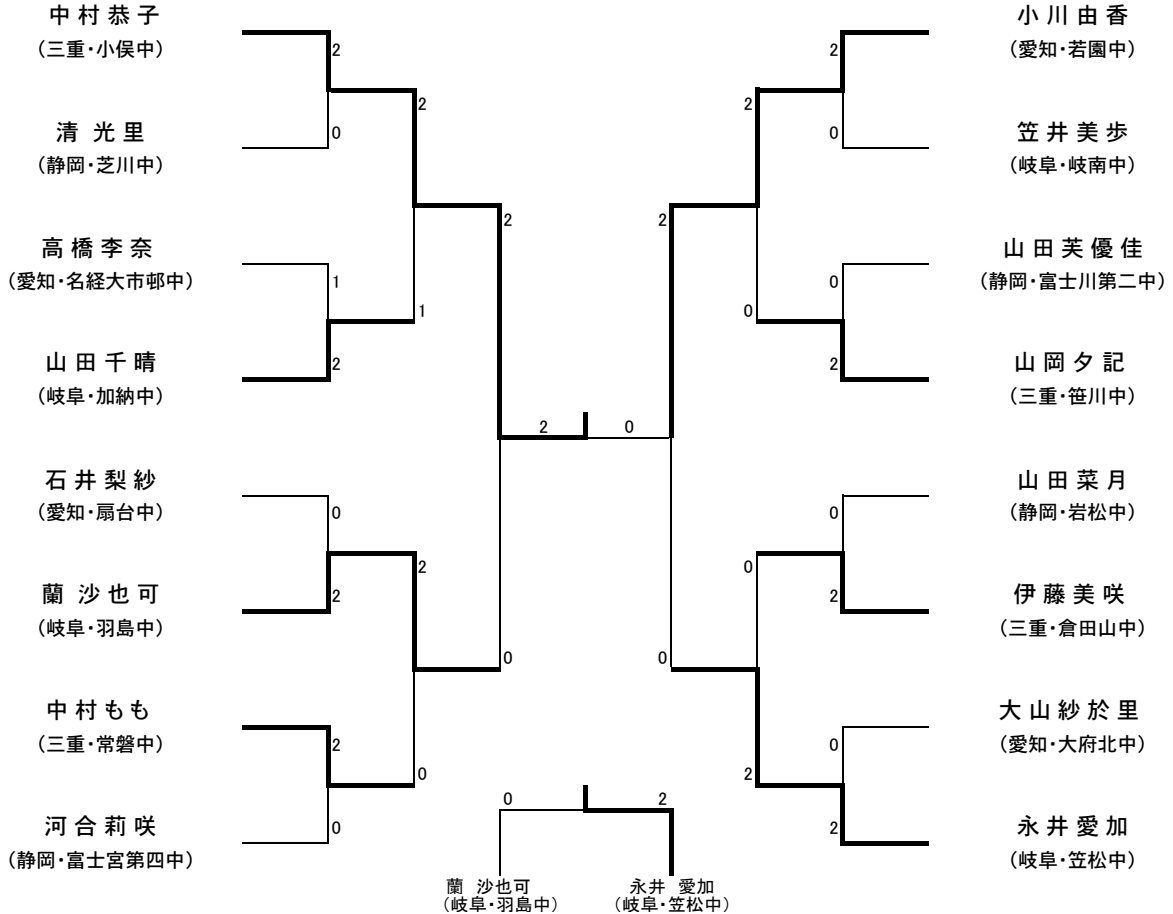 中村恭子
(三重・小俣中)
2
2
清 光里
(静岡・芝川中)
0
高橋李奈
(愛知・名経大市邨中)
1
1
山田千晴
(岐阜・加納中)
2
2
石井梨紗
(愛知・扇台中)
0
2
蘭 沙也可
(岐阜・羽島中)
2
0
中村もも
(三重・常磐中)
2
0
河合莉咲
(静岡・富士宮第四中)
0
2 0
小川由香
(愛知・若園中)
2
2
笠井美歩
(岐阜・岐南中)
0
2
山田芙優佳
(静岡・富士川第二中)
0
0
山岡夕記
(三重・笹川中)
2
山田菜月
(静岡・岩松中)
0
0
伊藤美咲
(三重・倉田山中)
2
0
大山紗於里
(愛知・大府北中)
0
2
永井愛加
(岐阜・笠松中)
2
0 2
蘭 沙也可 永井 愛加
(岐阜・羽島中) (岐阜・笠松中)